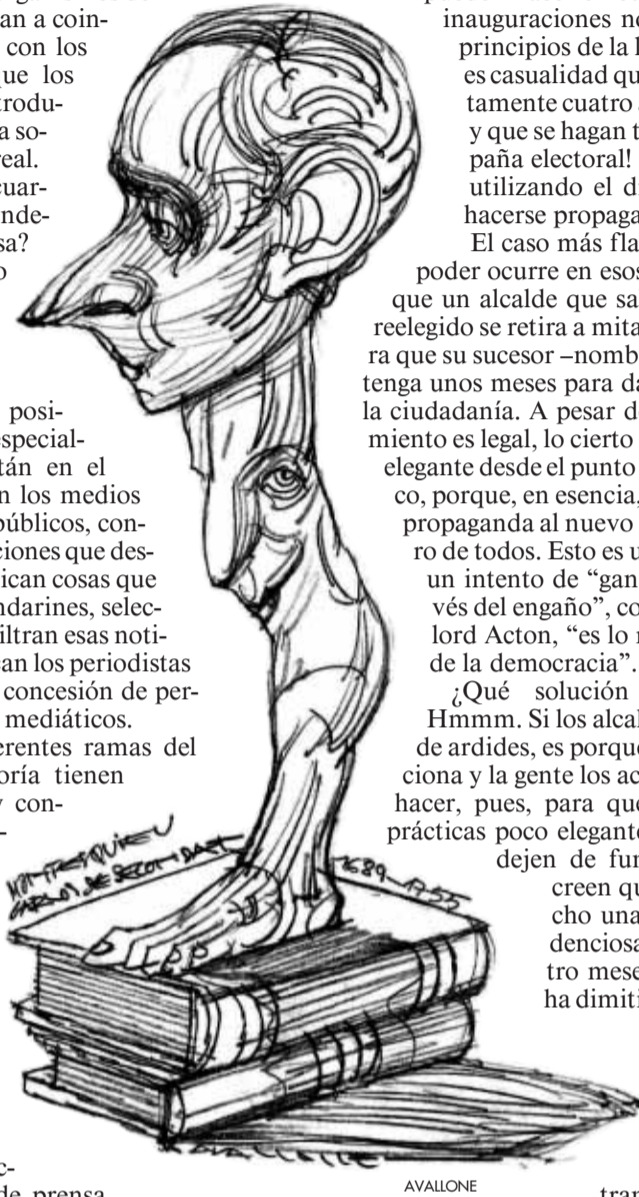 an a coin-
con los
ue los
trodu-
a so-
real.
cuar-
nde-
sa?
o
posi-
special-
tán en el
n los medios
públicos, con-
ciones que des-
ican cosas que
ndarines, selec-
iltran esas noti-
an los periodistas
concesión de per-
mediáticos.
erentes ramas del
oría tienen
y con-
-
c-
de prensa
inauguraciones no
principios de la l
es casualidad qu
tamente cuatro
y que se hagan t
paña electoral!
utilizando el d
hacerse propaga
El caso más fla
poder ocurre en esos
que un alcalde que sa
reelegido se retira a mita
ra que su sucesor –nomb
tenga unos meses para da
la ciudadanía. A pesar d
miento es legal, lo cierto
elegante desde el punto
co, porque, en esencia,
propaganda al nuevo
ro de todos. Esto es u
un intento de “gan
vés del engaño”, co
lord Acton, “es lo
de la democracia”.
¿Qué solución
Hmmm. Si los alcal
de ardides, es porque
ciona y la gente los ac
hacer, pues, para que
prácticas poco elegante
dejen de fun
creen qu
cho una
denciosa
tro mese
ha dimiti
tran
MONTESQUIEU
CARLOS DE SECONDAT
1689-1755
AVALLONE
AVALLONE